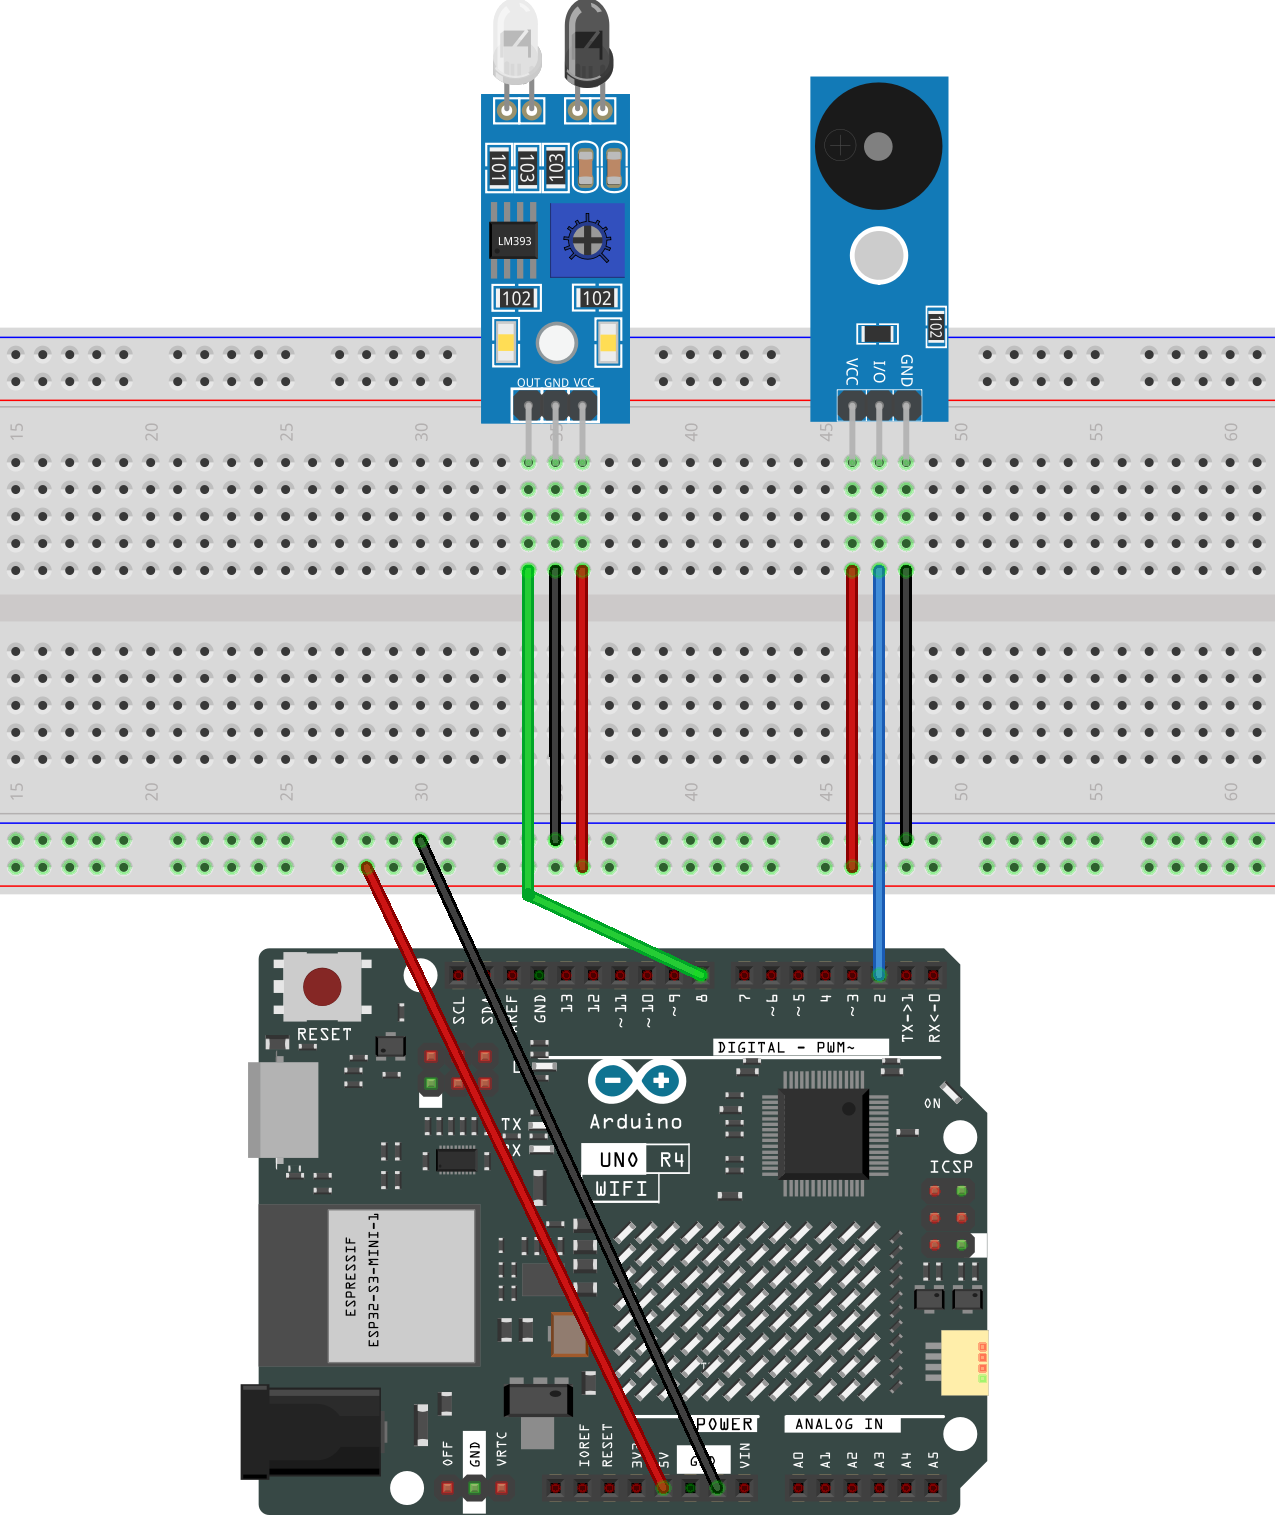 101 103 103
LM393
102 102
OUT GND VCC
102
VCC I/O GND
15 20 25 30 35 40 45 50 55 60
15 20 25 30 40 45 50 55 60
RESET
SCL
SDA
AREF
GND
13
12
~11
~10
~9
8
7
~6
~5
4
~3
2
TX->1
RX<-0
DIGITAL - PWM~
L
Arduino
TX
RX
UNO R4
WIFI
ON
ICSP
ESPRESSIF
ESP32-S3-MINI-1
POWER
ANALOG IN
OFF
GND
VRTC
IOREF
RESET
3V3
5V
GND
VIN
A0
A1
A2
A3
A4
A5